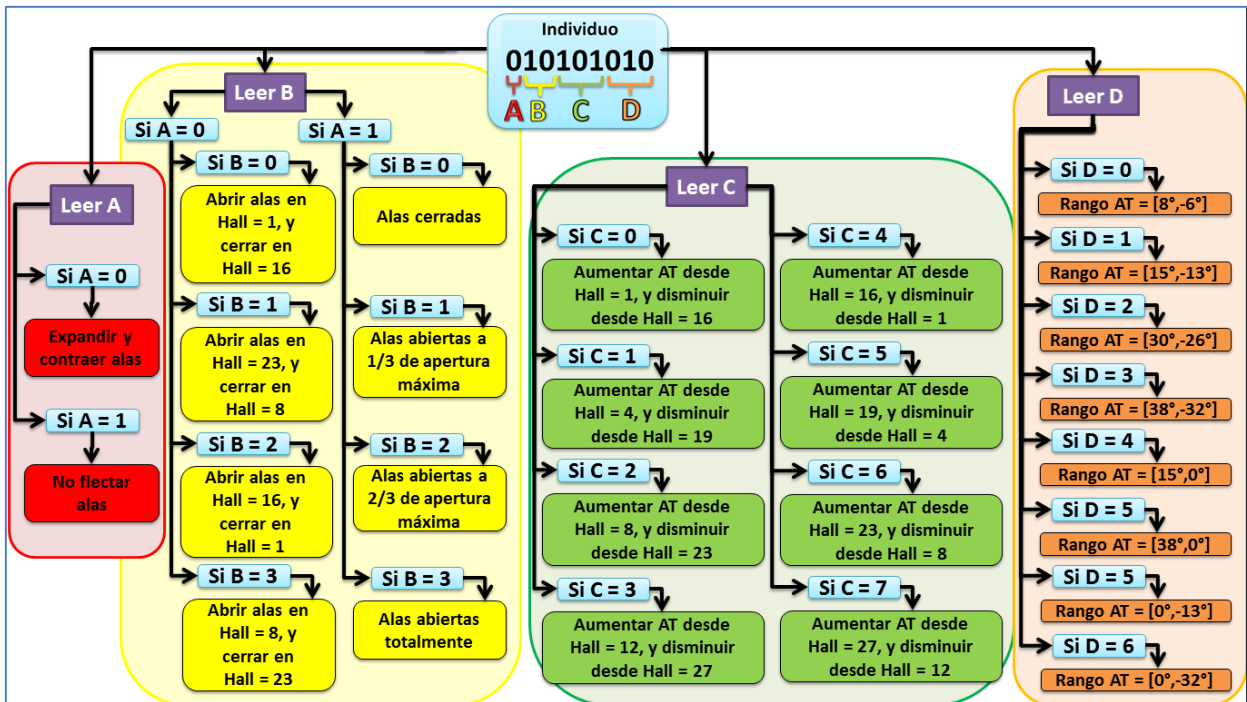 Individuo
010101010
A B C D
Leer A
Si A = 0
Expandir y
contraer alas
Si A = 1
No flectar
alas
Leer B
Si A = 0
Si B = 0
Abrir alas en
Hall = 1, y
cerrar en
Hall = 16
Si B = 1
Abrir alas en
Hall = 23, y
cerrar en
Hall = 8
Si B = 2
Abrir alas en
Hall = 16, y
cerrar en
Hall = 1
Si B = 3
Abrir alas en
Hall = 8, y
cerrar en
Hall = 23
Si A = 1
Si B = 0
Alas cerradas
Si B = 1
Alas abiertas a
1/3 de apertura
máxima
Si B = 2
Alas abiertas a
2/3 de apertura
máxima
Si B = 3
Alas abiertas
totalmente
Leer C
Si C = 0
Aumentar AT desde
Hall = 1, y disminuir
desde Hall = 16
Si C = 1
Aumentar AT desde
Hall = 4, y disminuir
desde Hall = 19
Si C = 2
Aumentar AT desde
Hall = 8, y disminuir
desde Hall = 23
Si C = 3
Aumentar AT desde
Hall = 12, y disminuir
desde Hall = 27
Si C = 4
Aumentar AT desde
Hall = 16, y disminuir
desde Hall = 1
Si C = 5
Aumentar AT desde
Hall = 19, y disminuir
desde Hall = 4
Si C = 6
Aumentar AT desde
Hall = 23, y disminuir
desde Hall = 8
Si C = 7
Aumentar AT desde
Hall = 27, y disminuir
desde Hall = 12
Leer D
Si D = 0
Rango AT = [8°,-6°]
Si D = 1
Rango AT = [15°,-13°]
Si D = 2
Rango AT = [30°,-26°]
Si D = 3
Rango AT = [38°,-32°]
Si D = 4
Rango AT = [15°,0°]
Si D = 5
Rango AT = [38°,0°]
Si D = 5
Rango AT = [0°,-13°]
Si D = 6
Rango AT = [0°,-32°]